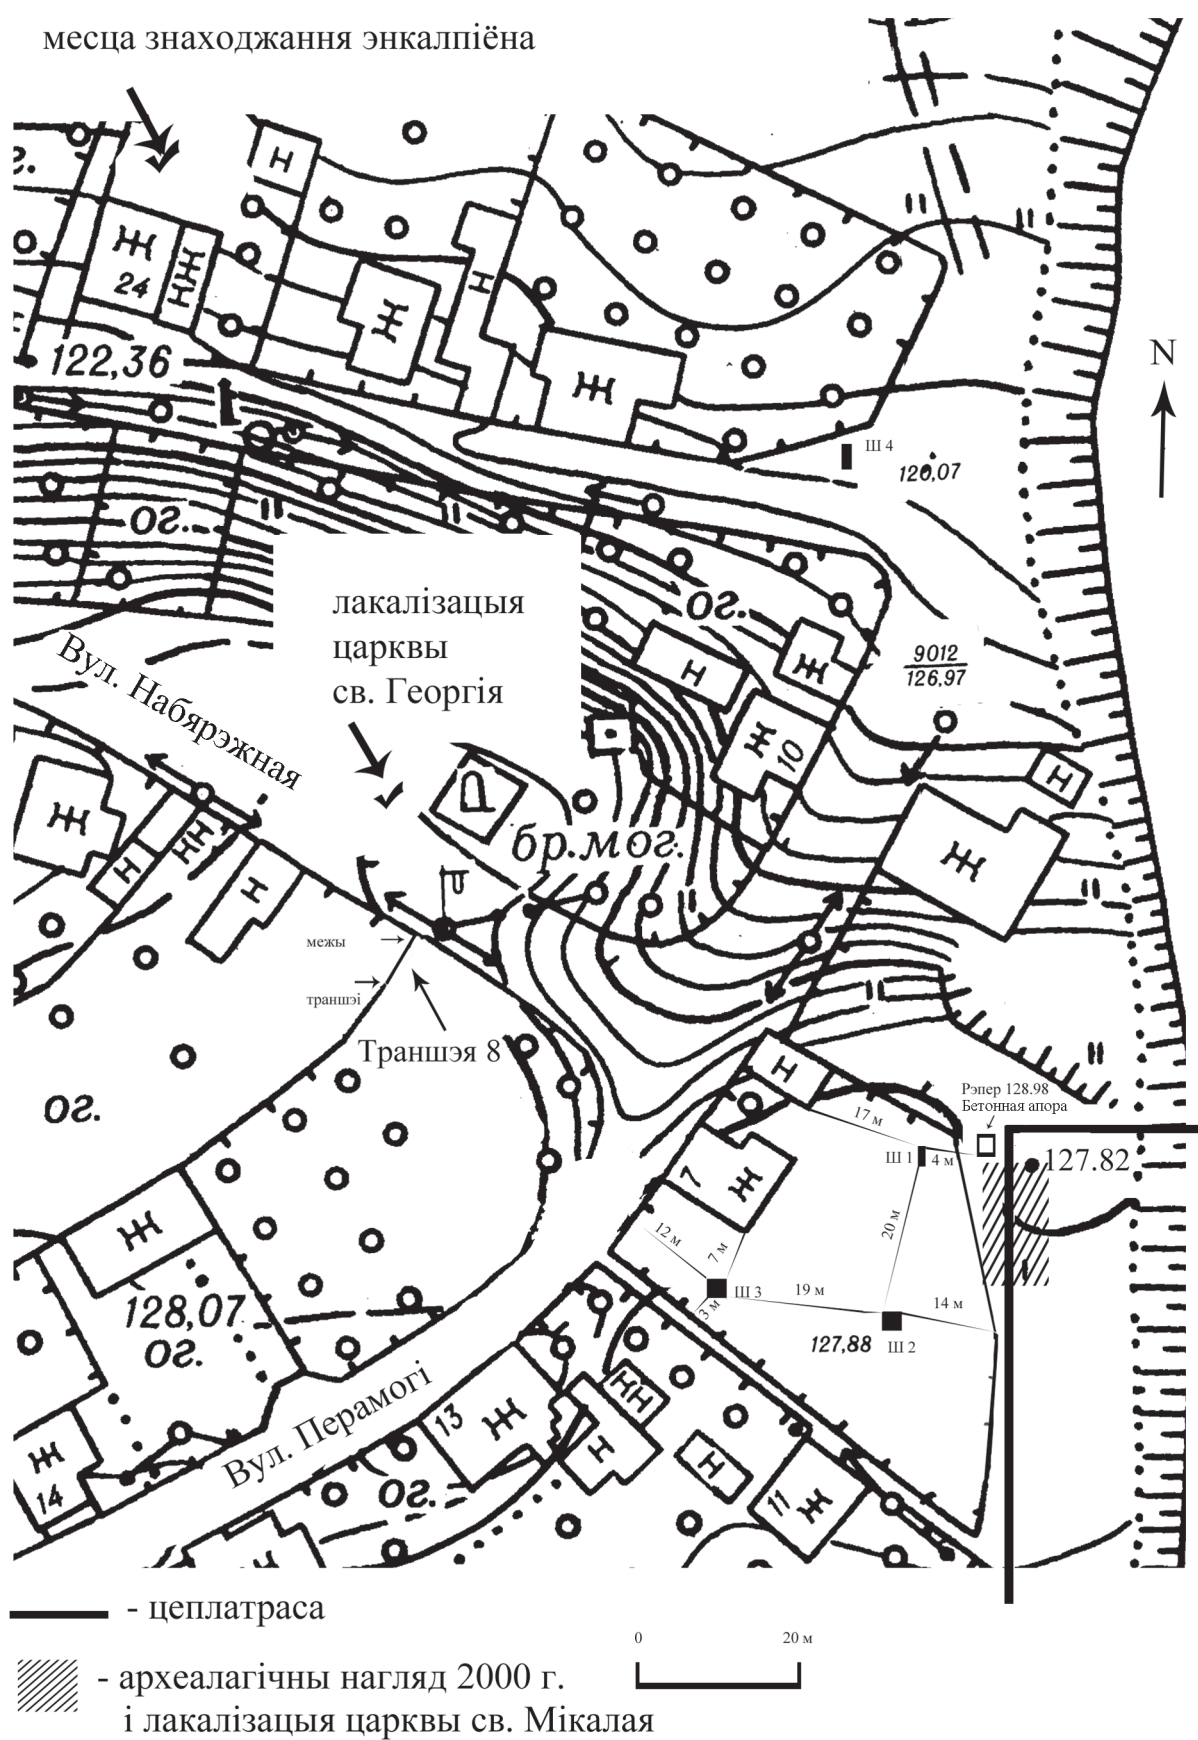 месца знаходжання энкалпіёна
г.
Н
Ж
24
НЖ
Ж
Н
122,36
Ж
N
Ш 4
120,07
ог.
лакалізацыя
царквы
св. Георгія
ог.
9012
126,97
Вул. Набярэжная
Н
Ж
Ж
10
Н
Ж
Н
НН
Н
бр.мог.
Ж
межы
траншэі
Траншэя 8
ог.
Н
Рэпер 128.98
Бетонная апора
17 м
Ш 1
4 м
127.82
7
Ж
12 м
7 м
20 м
Ж
Ш 3
19 м
14 м
3 м
128,07
ог.
127,88
Ш 2
Вул. Перамогі
13
Ж
НН
Н
Н
Ж
14
ог.
11
Ж
- цеплатраса
0
20 м
- археалагічны нагляд 2000 г.
і лакалізацыя царквы св. Мікалая